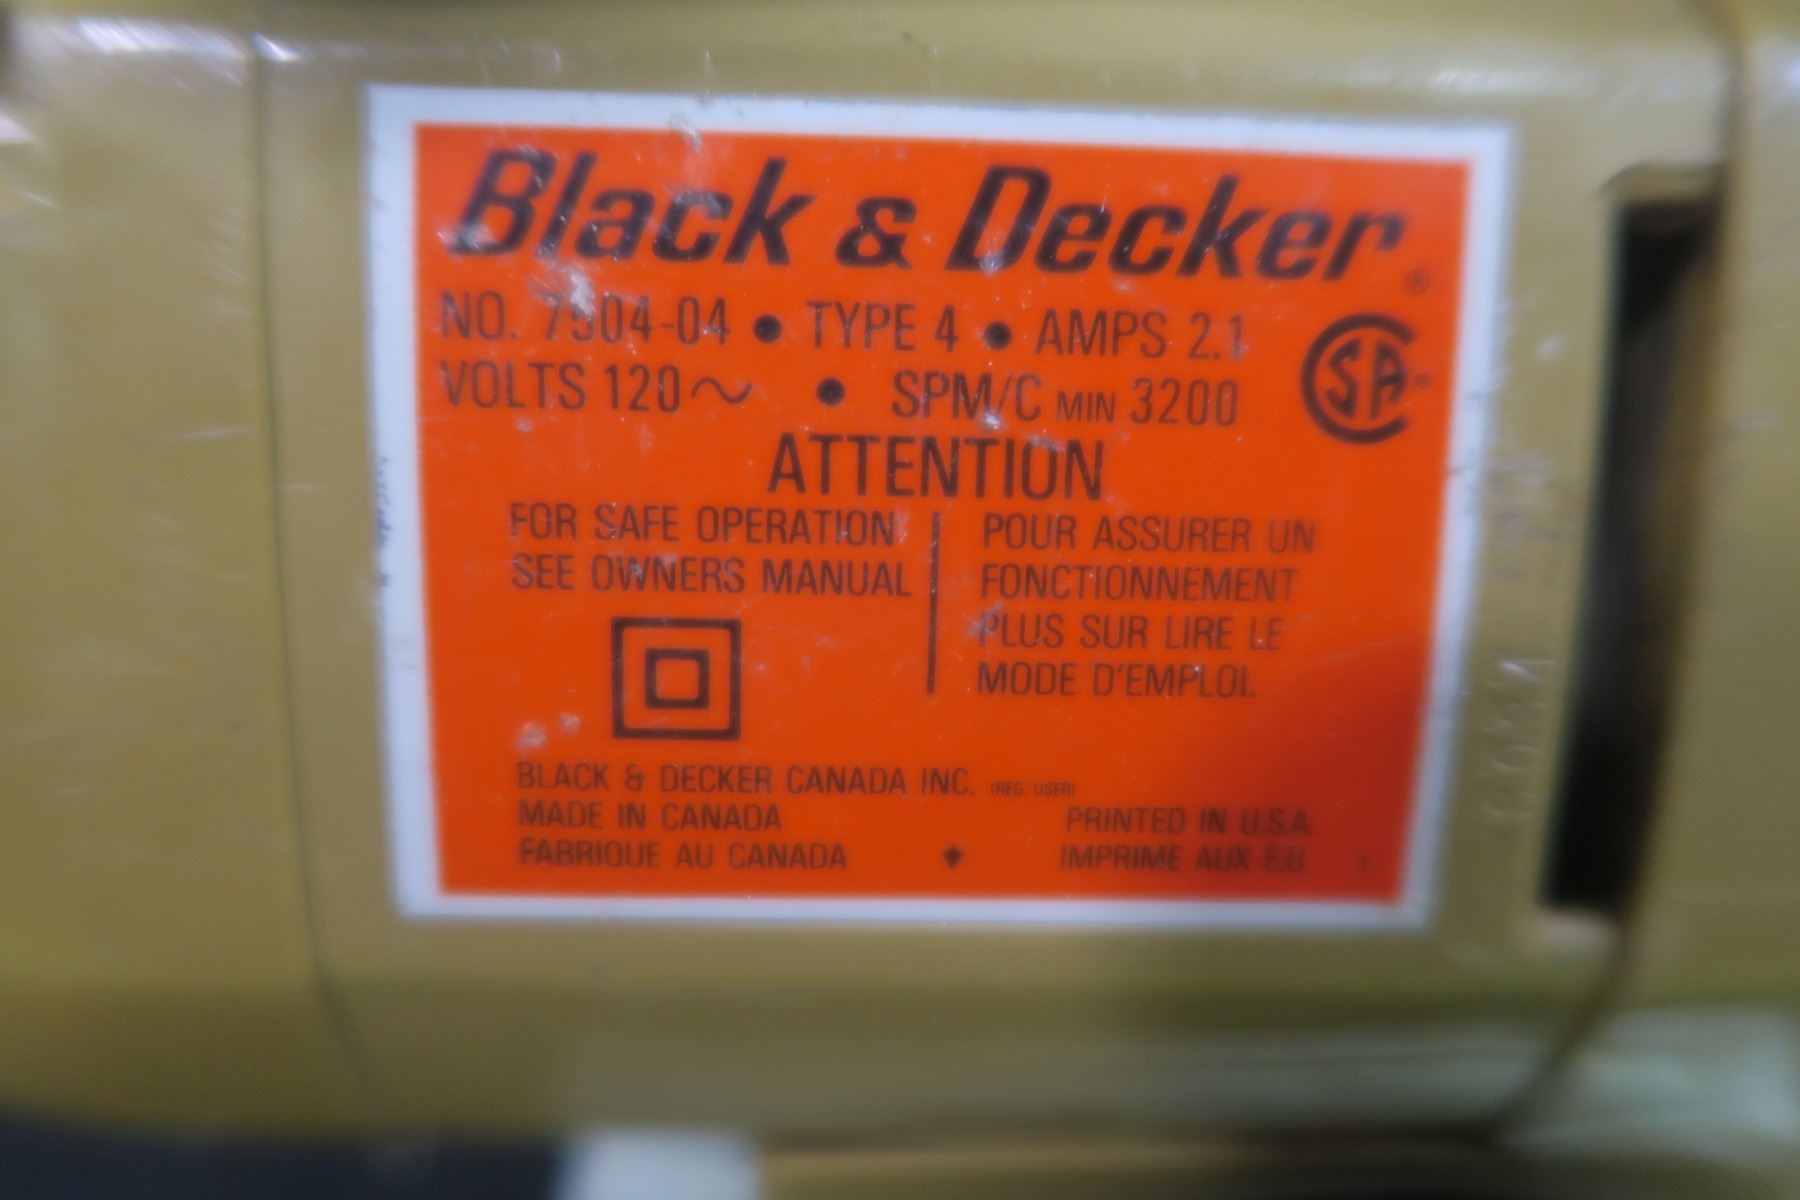 Black & Decker®
NO. 7504-04 • TYPE 4 • AMPS 2.1
VOLTS 120~ • SPM/C MIN 3200
CSA
ATTENTION
FOR SAFE OPERATION
SEE OWNERS MANUAL
POUR ASSURER UN
FONCTIONNEMENT
PLUS SUR LIRE LE
MODE D'EMPLOI.
BLACK & DECKER CANADA INC. (REG. USER)
MADE IN CANADA
FABRIQUE AU CANADA
PRINTED IN U.S.A.
IMPRIME AUX E.U.